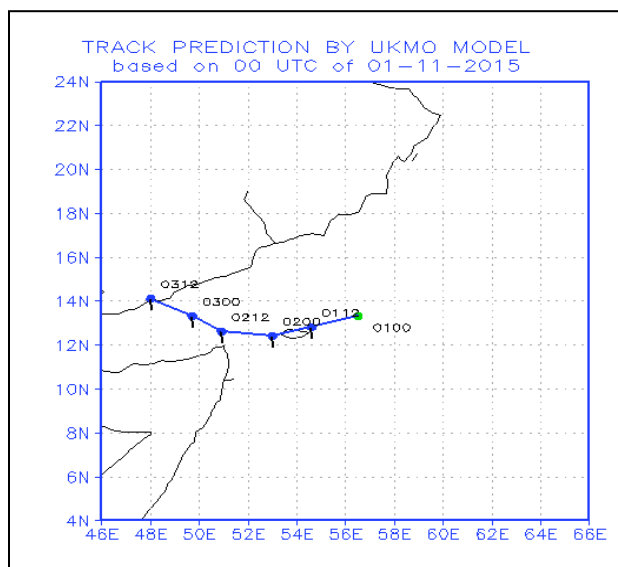 TRACK PREDICTION BY UKMO MODEL
based on 00 UTC of 01-11-2015
24N
22N
20N
18N
16N
14N
12N
10N
8N
6N
4N
0312
0300
0212
0200
0112
0100
46E 48E 50E 52E 54E 56E 58E 60E 62E 64E 66E